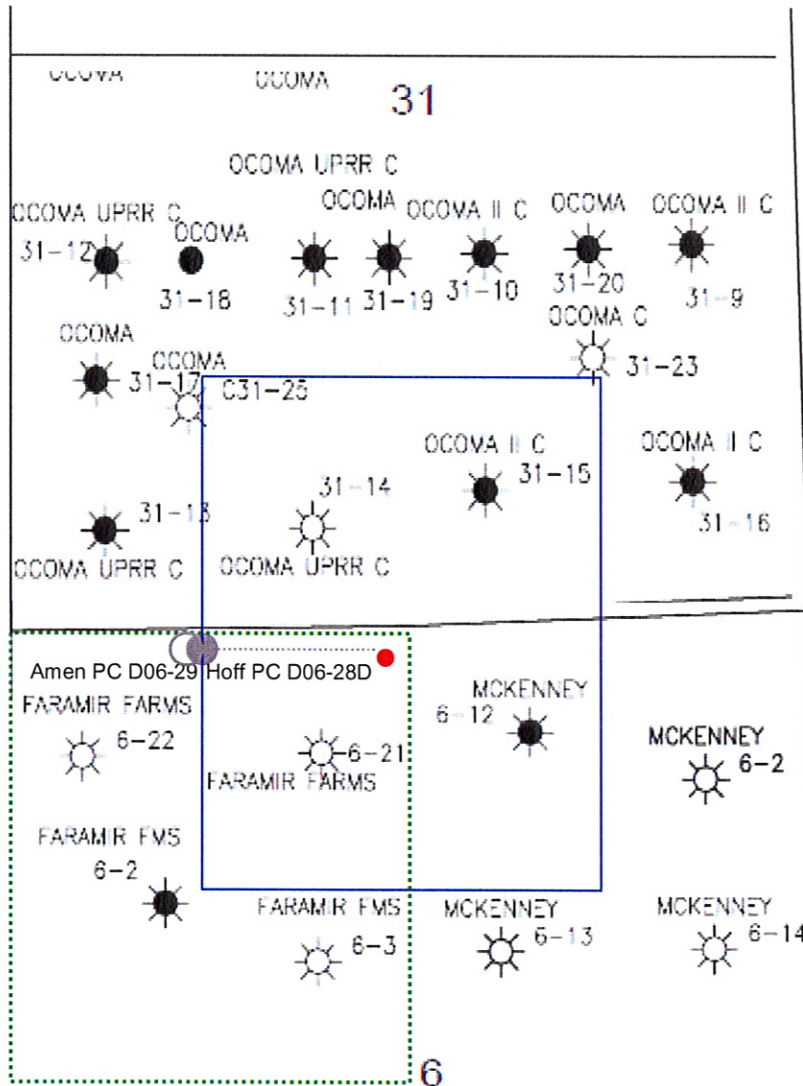 OCOMA
OCOMA
31
OCOMA UPRR C
OCOMA UPRR C
31-12
OCOMA
31-18
OCOMA
31-11
31-19
OCOMA II C
31-10
OCOMA
31-20
OCOMA II C
31-9
OCOMA C
31-23
OCOMA
31-17
OCOMA
C31-25
OCOMA II C
31-15
OCOMA II C
31-16
31-13
OCOMA UPRR C
31-14
OCOMA UPRR C
Amen PC D06-29 Hoff PC D06-28D
FARAMIR FARMS
6-22
6-21
FARAMIR FARMS
MCKENNEY
6-12
MCKENNEY
6-2
FARAMIR FMS
6-2
FARAMIR FMS
6-3
MCKENNEY
6-13
MCKENNEY
6-14
6